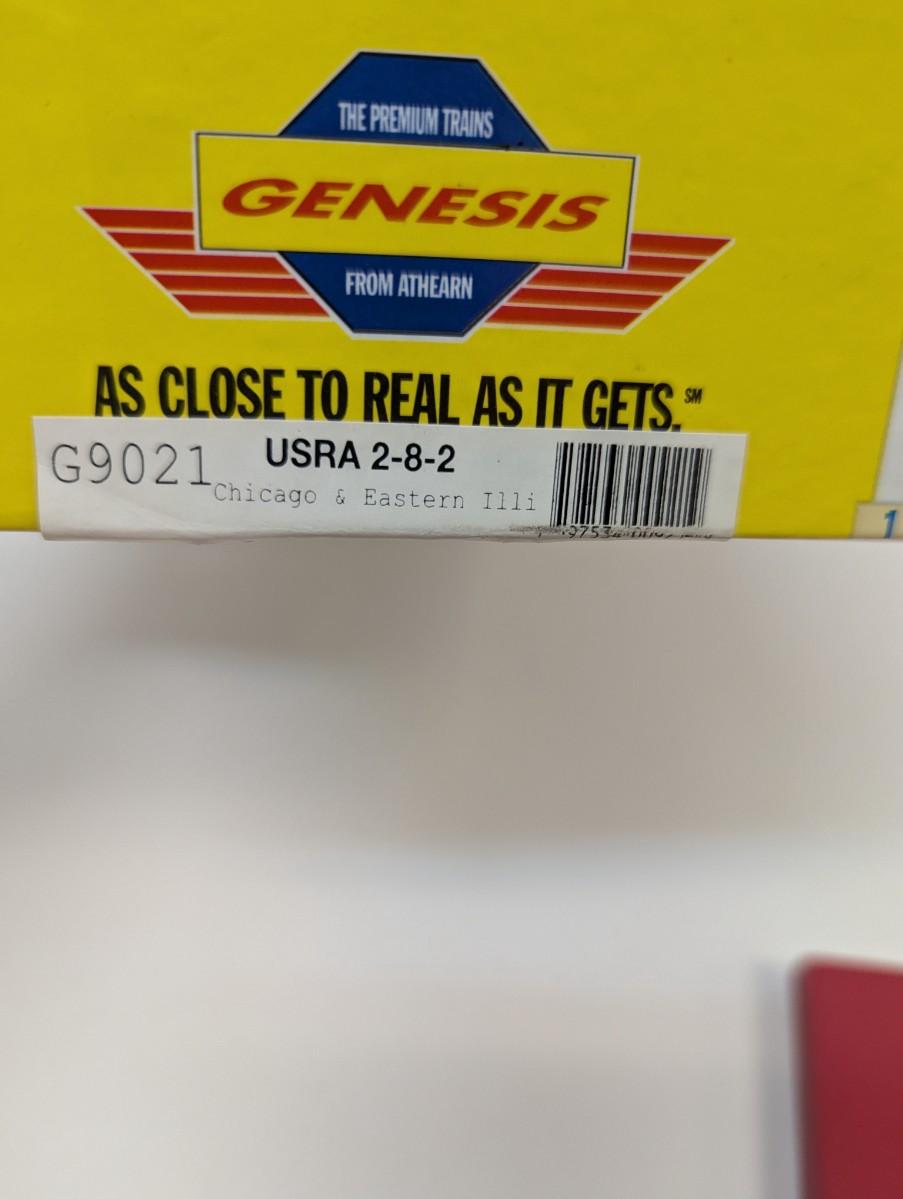 THE PREMIUM TRAINS
GENESIS
FROM ATHEARN
AS CLOSE TO REAL AS IT GETS.℠
G9021 USRA 2-8-2
Chicago & Eastern Illi
1